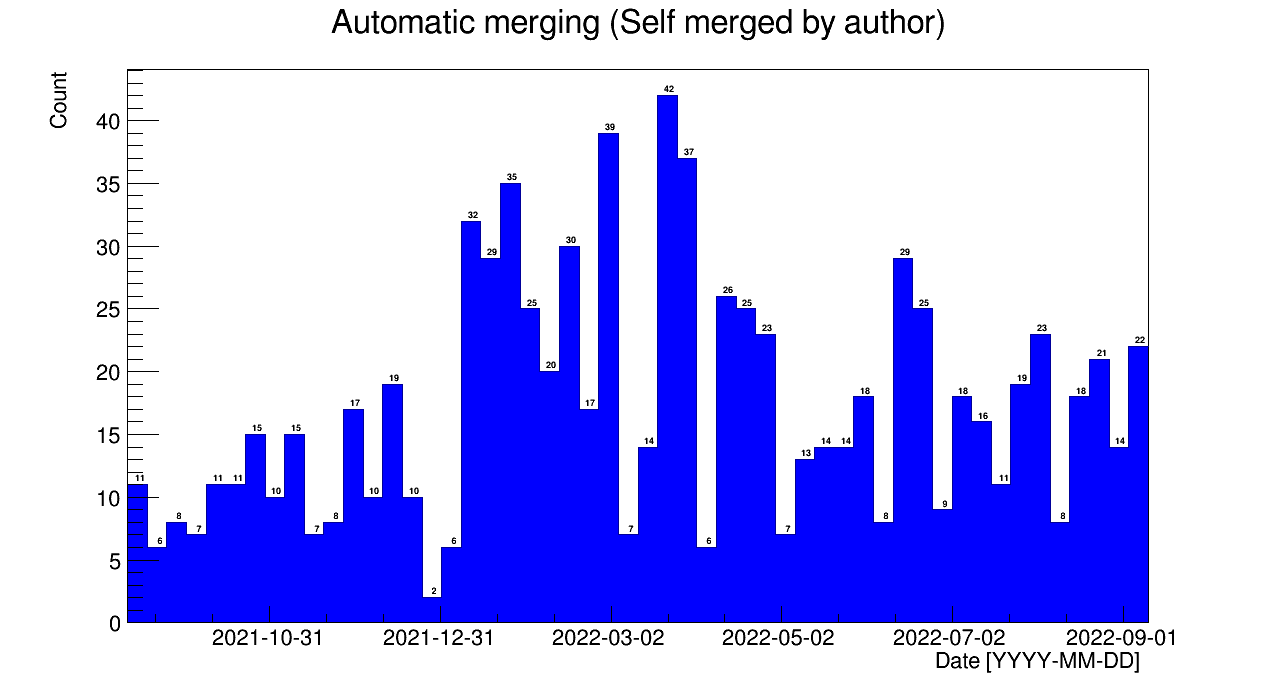 Automatic merging (Self merged by author)
Count
40
35
30
25
20
15
10
5
0
11 6 8 7 11 11 15 10 15 7 8 17 10 19 10 2 6 32 29 35 25 20 30 17 39 7 14 42 37 6 26 25 23 7 13 14 14 18 8 29 25 9 18 16 11 19 23 8 18 21 14 22
2021-10-31 2021-12-31 2022-03-02 2022-05-02 2022-07-02 2022-09-01
Date [YYYY-MM-DD]